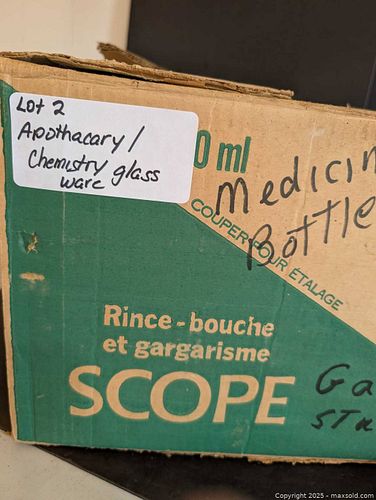 Lot 2
Apothacary/
Chemistry glass
ware
0 ml
Medicin
Bottle
COUPER POUR ÉTALAGE
Rince-bouche
et gargarisme
SCOPE
Ga
Copyright 2025 - maxsold.com